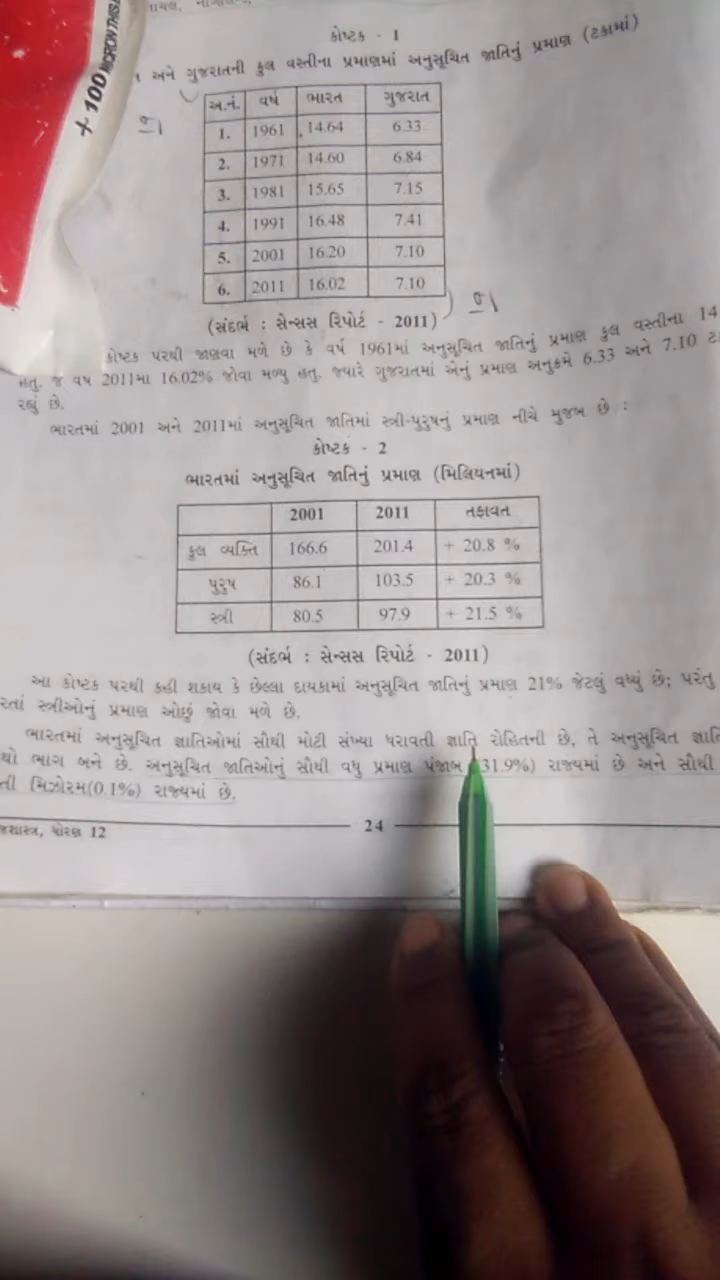 + 100 MICRON THIS
કોષ્ટક - 1
અને ગુજરાતની કુલ વસ્તીના પ્રમાણમાં અનુસૂચિત જાતિનું પ્રમાણ (ટકામાં)
અ.નં. વર્ષ ભારત ગુજરાત
1. 1961 14.64 6.33
2. 1971 14.60 6.84
3. 1981 15.65 7.15
4. 1991 16.48 7.41
5. 2001 16.20 7.10
6. 2011 16.02 7.10
(સંદર્ભ : સેન્સસ રિપોર્ટ - 2011)
કોષ્ટક પરથી જાણવા મળે છે કે વર્ષ 1961માં અનુસૂચિત જાતિનું પ્રમાણ કુલ વસ્તીના 14
હતુ. જે વર્ષ 2011માં 16.02% જોવા મળ્યુ હતુ. જ્યારે ગુજરાતમાં એનું પ્રમાણ અનુક્રમે 6.33 અને 7.10
રહ્યું છે.
ભારતમાં 2001 અને 2011માં અનુસૂચિત જાતિમાં સ્ત્રી-પુરુષનું પ્રમાણ નીચે મુજબ છે :
કોષ્ટક - 2
ભારતમાં અનુસૂચિત જાતિનું પ્રમાણ (મિલિયનમાં)
2001 2011 તફાવત
કુલ વ્યક્તિ 166.6 201.4 + 20.8 %
પુરુષ 86.1 103.5 + 20.3 %
સ્ત્રી 80.5 97.9 + 21.5 %
(સંદર્ભ : સેન્સસ રિપોર્ટ - 2011)
આ કોષ્ટક પરથી કહી શકાય કે છેલ્લા દાયકામાં અનુસૂચિત જાતિનું પ્રમાણ 21% જેટલું વધ્યું છે; પરંતુ
રતાં સ્ત્રીઓનું પ્રમાણ ઓછું જોવા મળે છે.
ભારતમાં અનુસૂચિત જ્ઞાતિઓમાં સૌથી મોટી સંખ્યા ધરાવતી જ્ઞાતિ રોહિતની છે, તે અનુસૂચિત જ્ઞાતિ
થો ભાગ બને છે. અનુસૂચિત જાતિઓનું સૌથી વધુ પ્રમાણ પંજાબ (31.9%) રાજ્યમાં છે અને સૌથી
ની મિઝોરમ(0.1%) રાજ્યમાં છે.
જશાસ્ત્ર, ધોરણ 12 24